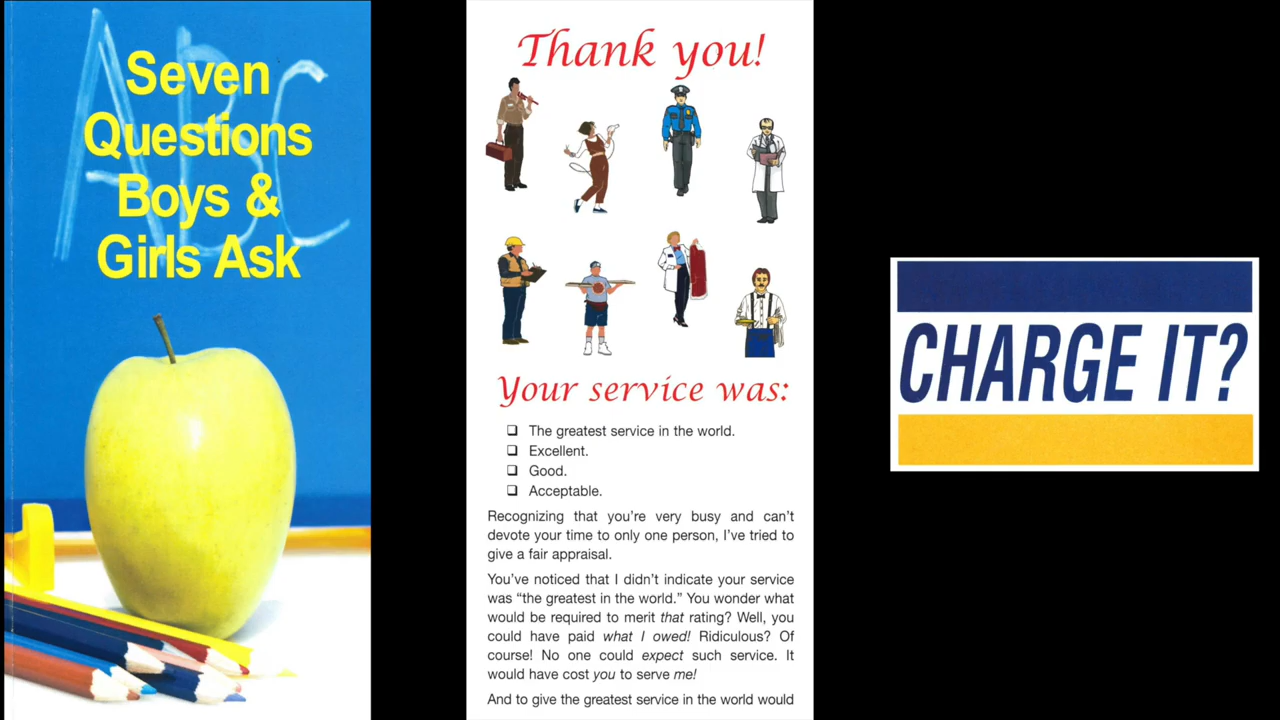 ABC
Seven
Questions
Boys &
Girls Ask
Thank you!
Your service was:
❑ The greatest service in the world.
❑ Excellent.
❑ Good.
❑ Acceptable.
Recognizing that you're very busy and can't
devote your time to only one person, I've tried to
give a fair appraisal.
You've noticed that I didn't indicate your service
was “the greatest in the world.” You wonder what
would be required to merit that rating? Well, you
could have paid what I owed! Ridiculous? Of
course! No one could expect such service. It
would have cost you to serve me!
And to give the greatest service in the world would
CHARGE IT?